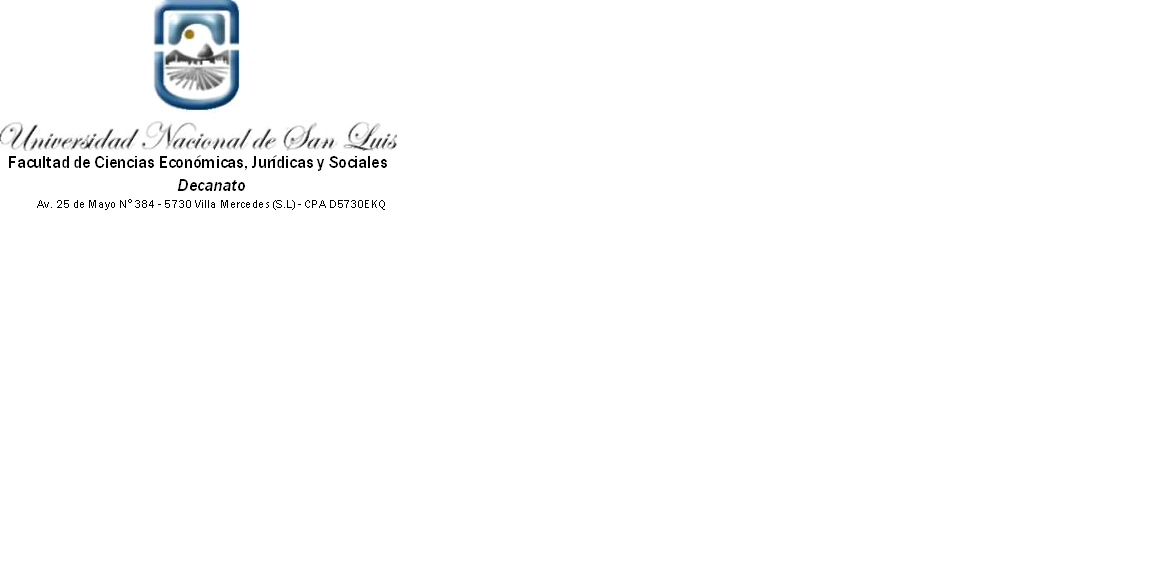 Universidad Nacional de San Luis
Facultad de Ciencias Económicas, Jurídicas y Sociales
Decanato
Av. 25 de Mayo N° 384 - 5730 Villa Mercedes (S.L) - CPA D5730EKQ